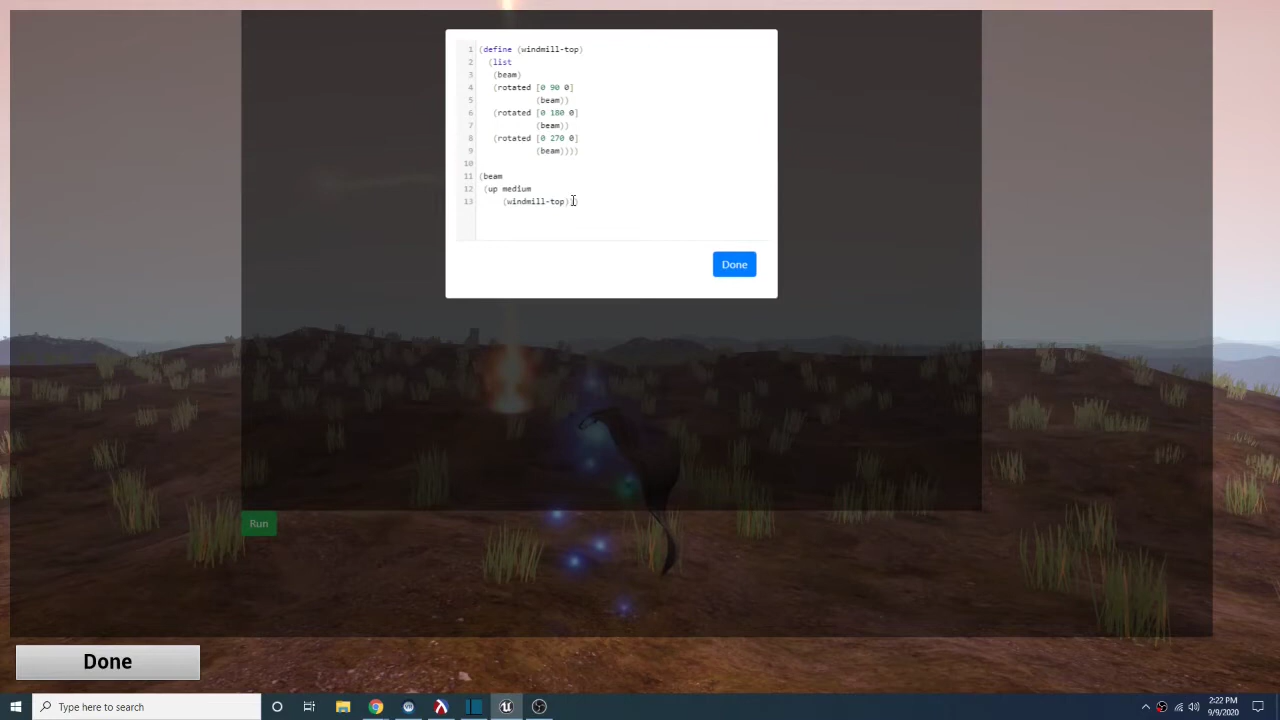 1 (define (windmill-top)
2 (list
3 (beam)
4 (rotated [0 90 0]
5 (beam))
6 (rotated [0 180 0]
7 (beam))
8 (rotated [0 270 0]
9 (beam))))
10
11 (beam
12 (up medium
13 (windmill-top)))
Done
Run
Done
Type here to search
2:22 PM
9/9/2020